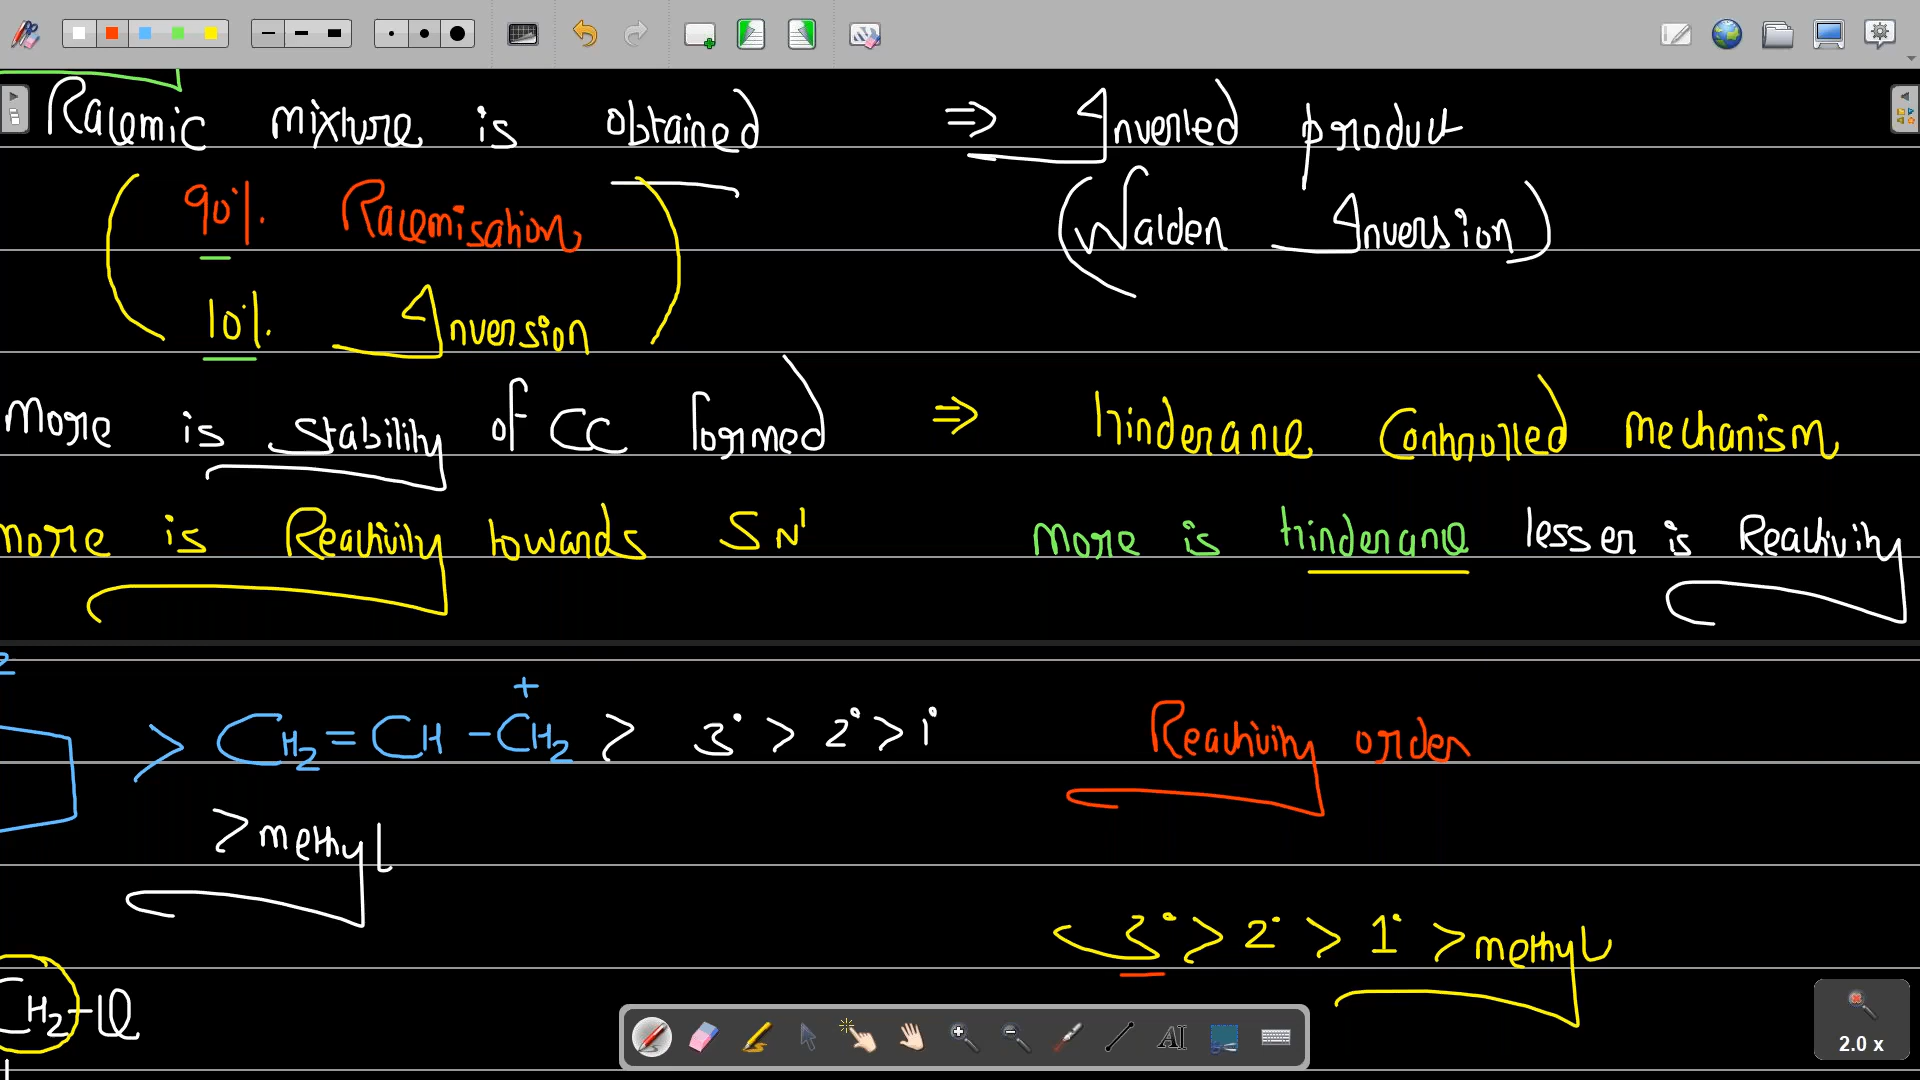 Racemic mixture is obtained ⇒ Inverted product
(90% Racemisation (Walden Inversion)
10% Inversion)
More is stability of CC formed ⇒ hinderance Controlled mechanism
more is Reactivity towards SN1 more is hinderance lesser is Reactivity
> CH2=CH-CH2+ > 3° > 2° > 1° Reactivity order
> methyl
3° > 2° > 1° > methyl
CH2-Cl
2.0 x